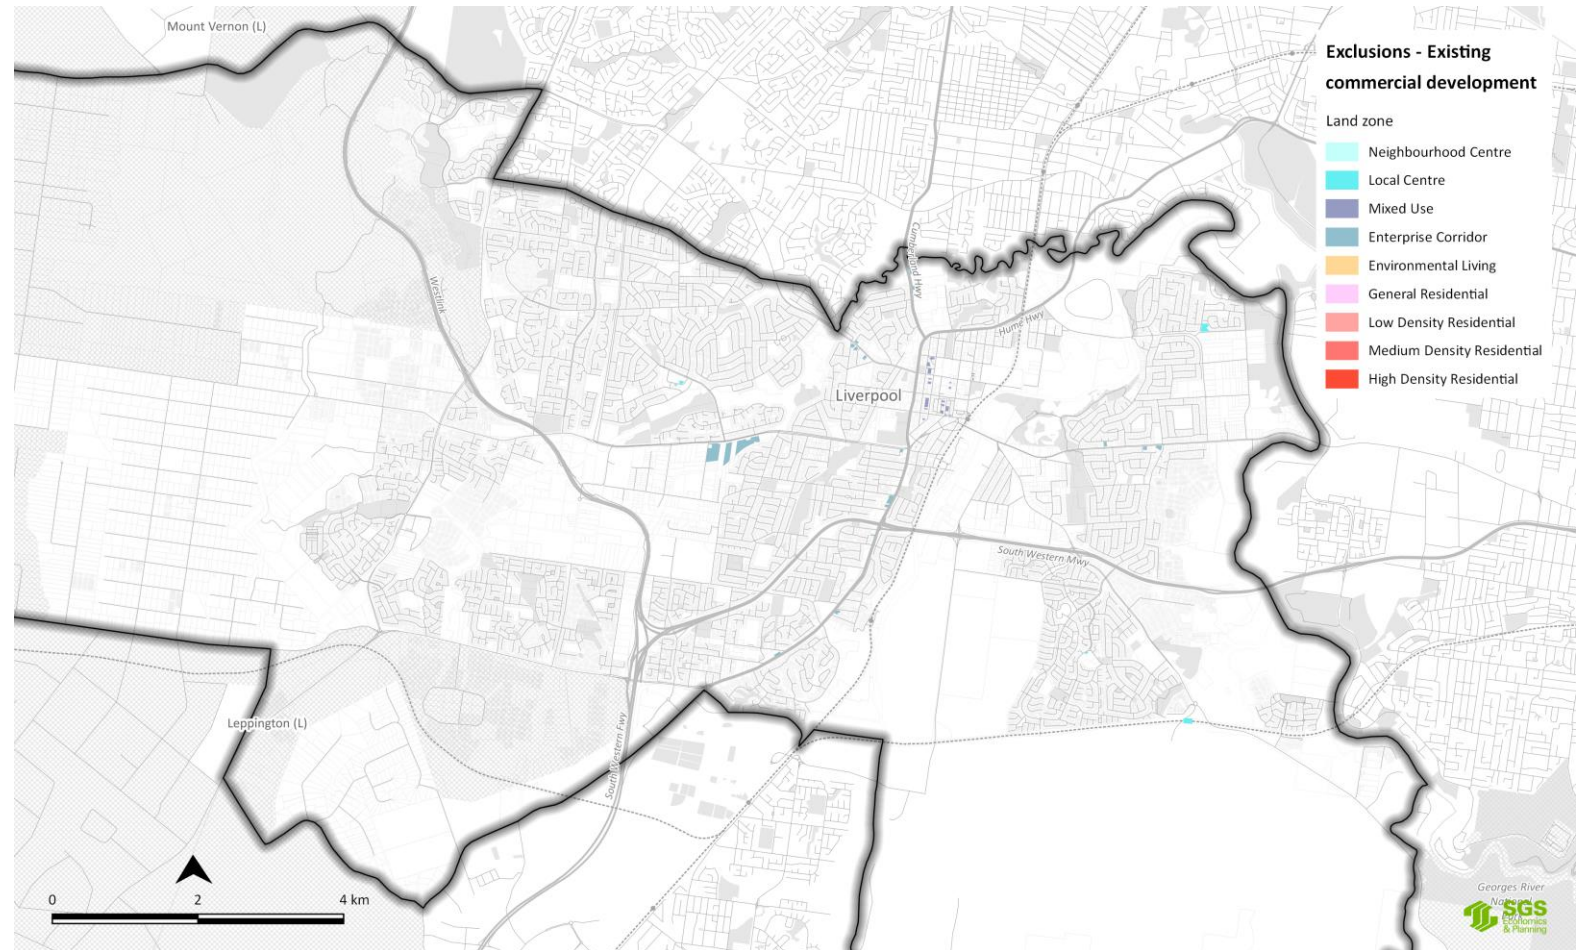 Mount Vernon (L)
Exclusions - Existing
commercial development
Land zone
Neighbourhood Centre
Local Centre
Mixed Use
Enterprise Corridor
Environmental Living
General Residential
Low Density Residential
Medium Density Residential
High Density Residential
Cumberland Hwy
Westlink
Hume Hwy
Liverpool
South Western Mwy
Leppington (L)
South Western Fwy
0 2 4 km
Georges River
National
SGS
Economics
& Planning